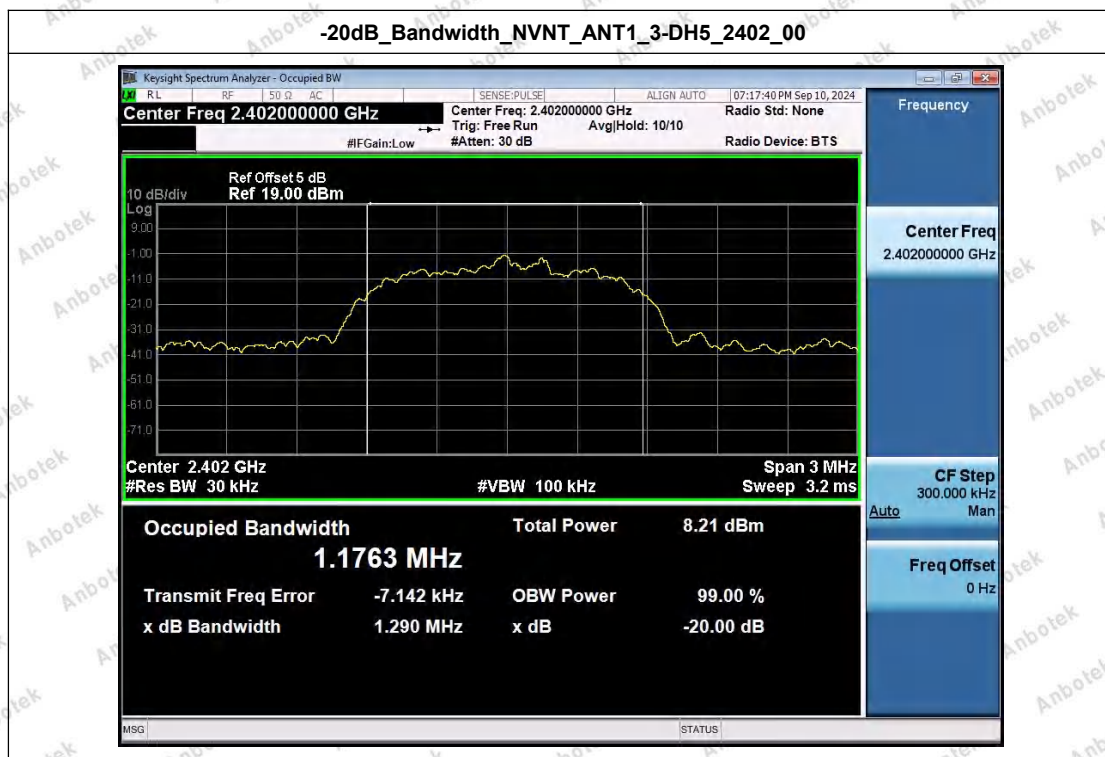 -20dB_Bandwidth_NVNT_ANT1_3-DH5_2402_00
Keysight Spectrum Analyzer - Occupied BW
LXI RL RF 50 Ω AC SENSE:PULSE ALIGN AUTO 07:17:40 PM Sep 10, 2024
Center Freq 2.402000000 GHz
Center Freq: 2.402000000 GHz Radio Std: None
Trig: Free Run Avg|Hold: 10/10
#IFGain:Low #Atten: 30 dB Radio Device: BTS
Ref Offset 5 dB
10 dB/div Ref 19.00 dBm
Log
9.00
-1.00
-11.0
-21.0
-31.0
-41.0
-51.0
-61.0
-71.0
Center 2.402 GHz Span 3 MHz
#Res BW 30 kHz #VBW 100 kHz Sweep 3.2 ms
Occupied Bandwidth Total Power 8.21 dBm
1.1763 MHz
Transmit Freq Error -7.142 kHz OBW Power 99.00 %
x dB Bandwidth 1.290 MHz x dB -20.00 dB
MSG STATUS
Frequency
Center Freq
2.402000000 GHz
CF Step
300.000 kHz
Auto Man
Freq Offset
0 Hz
Anbotek